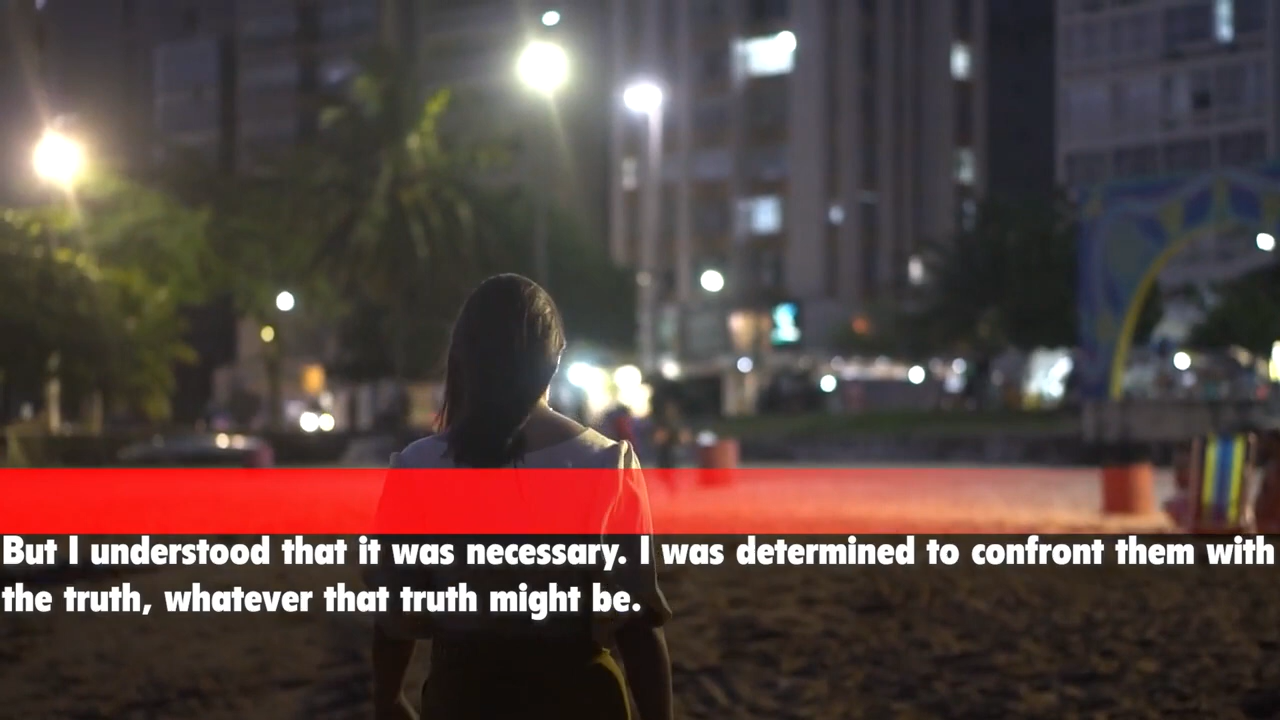 But I understood that it was necessary. I was determined to confront them with
the truth, whatever that truth might be.